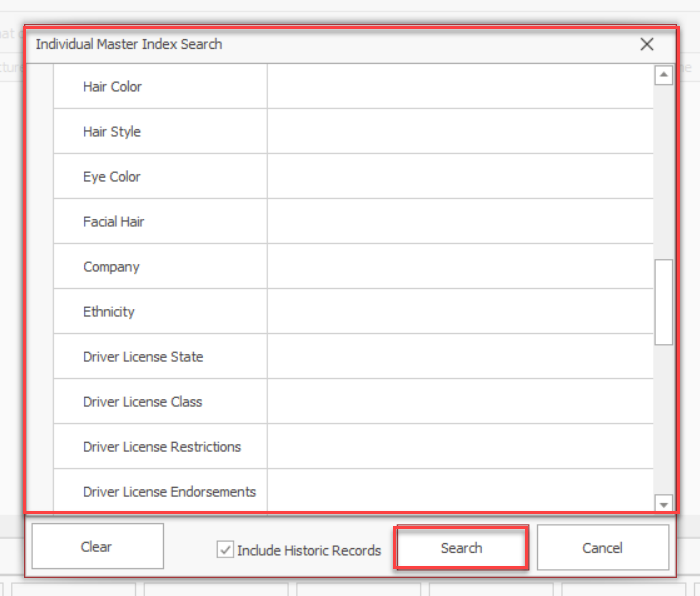 Individual Master Index Search
Hair Color
Hair Style
Eye Color
Facial Hair
Company
Ethnicity
Driver License State
Driver License Class
Driver License Restrictions
Driver License Endorsements
Clear
Include Historic Records
Search
Cancel